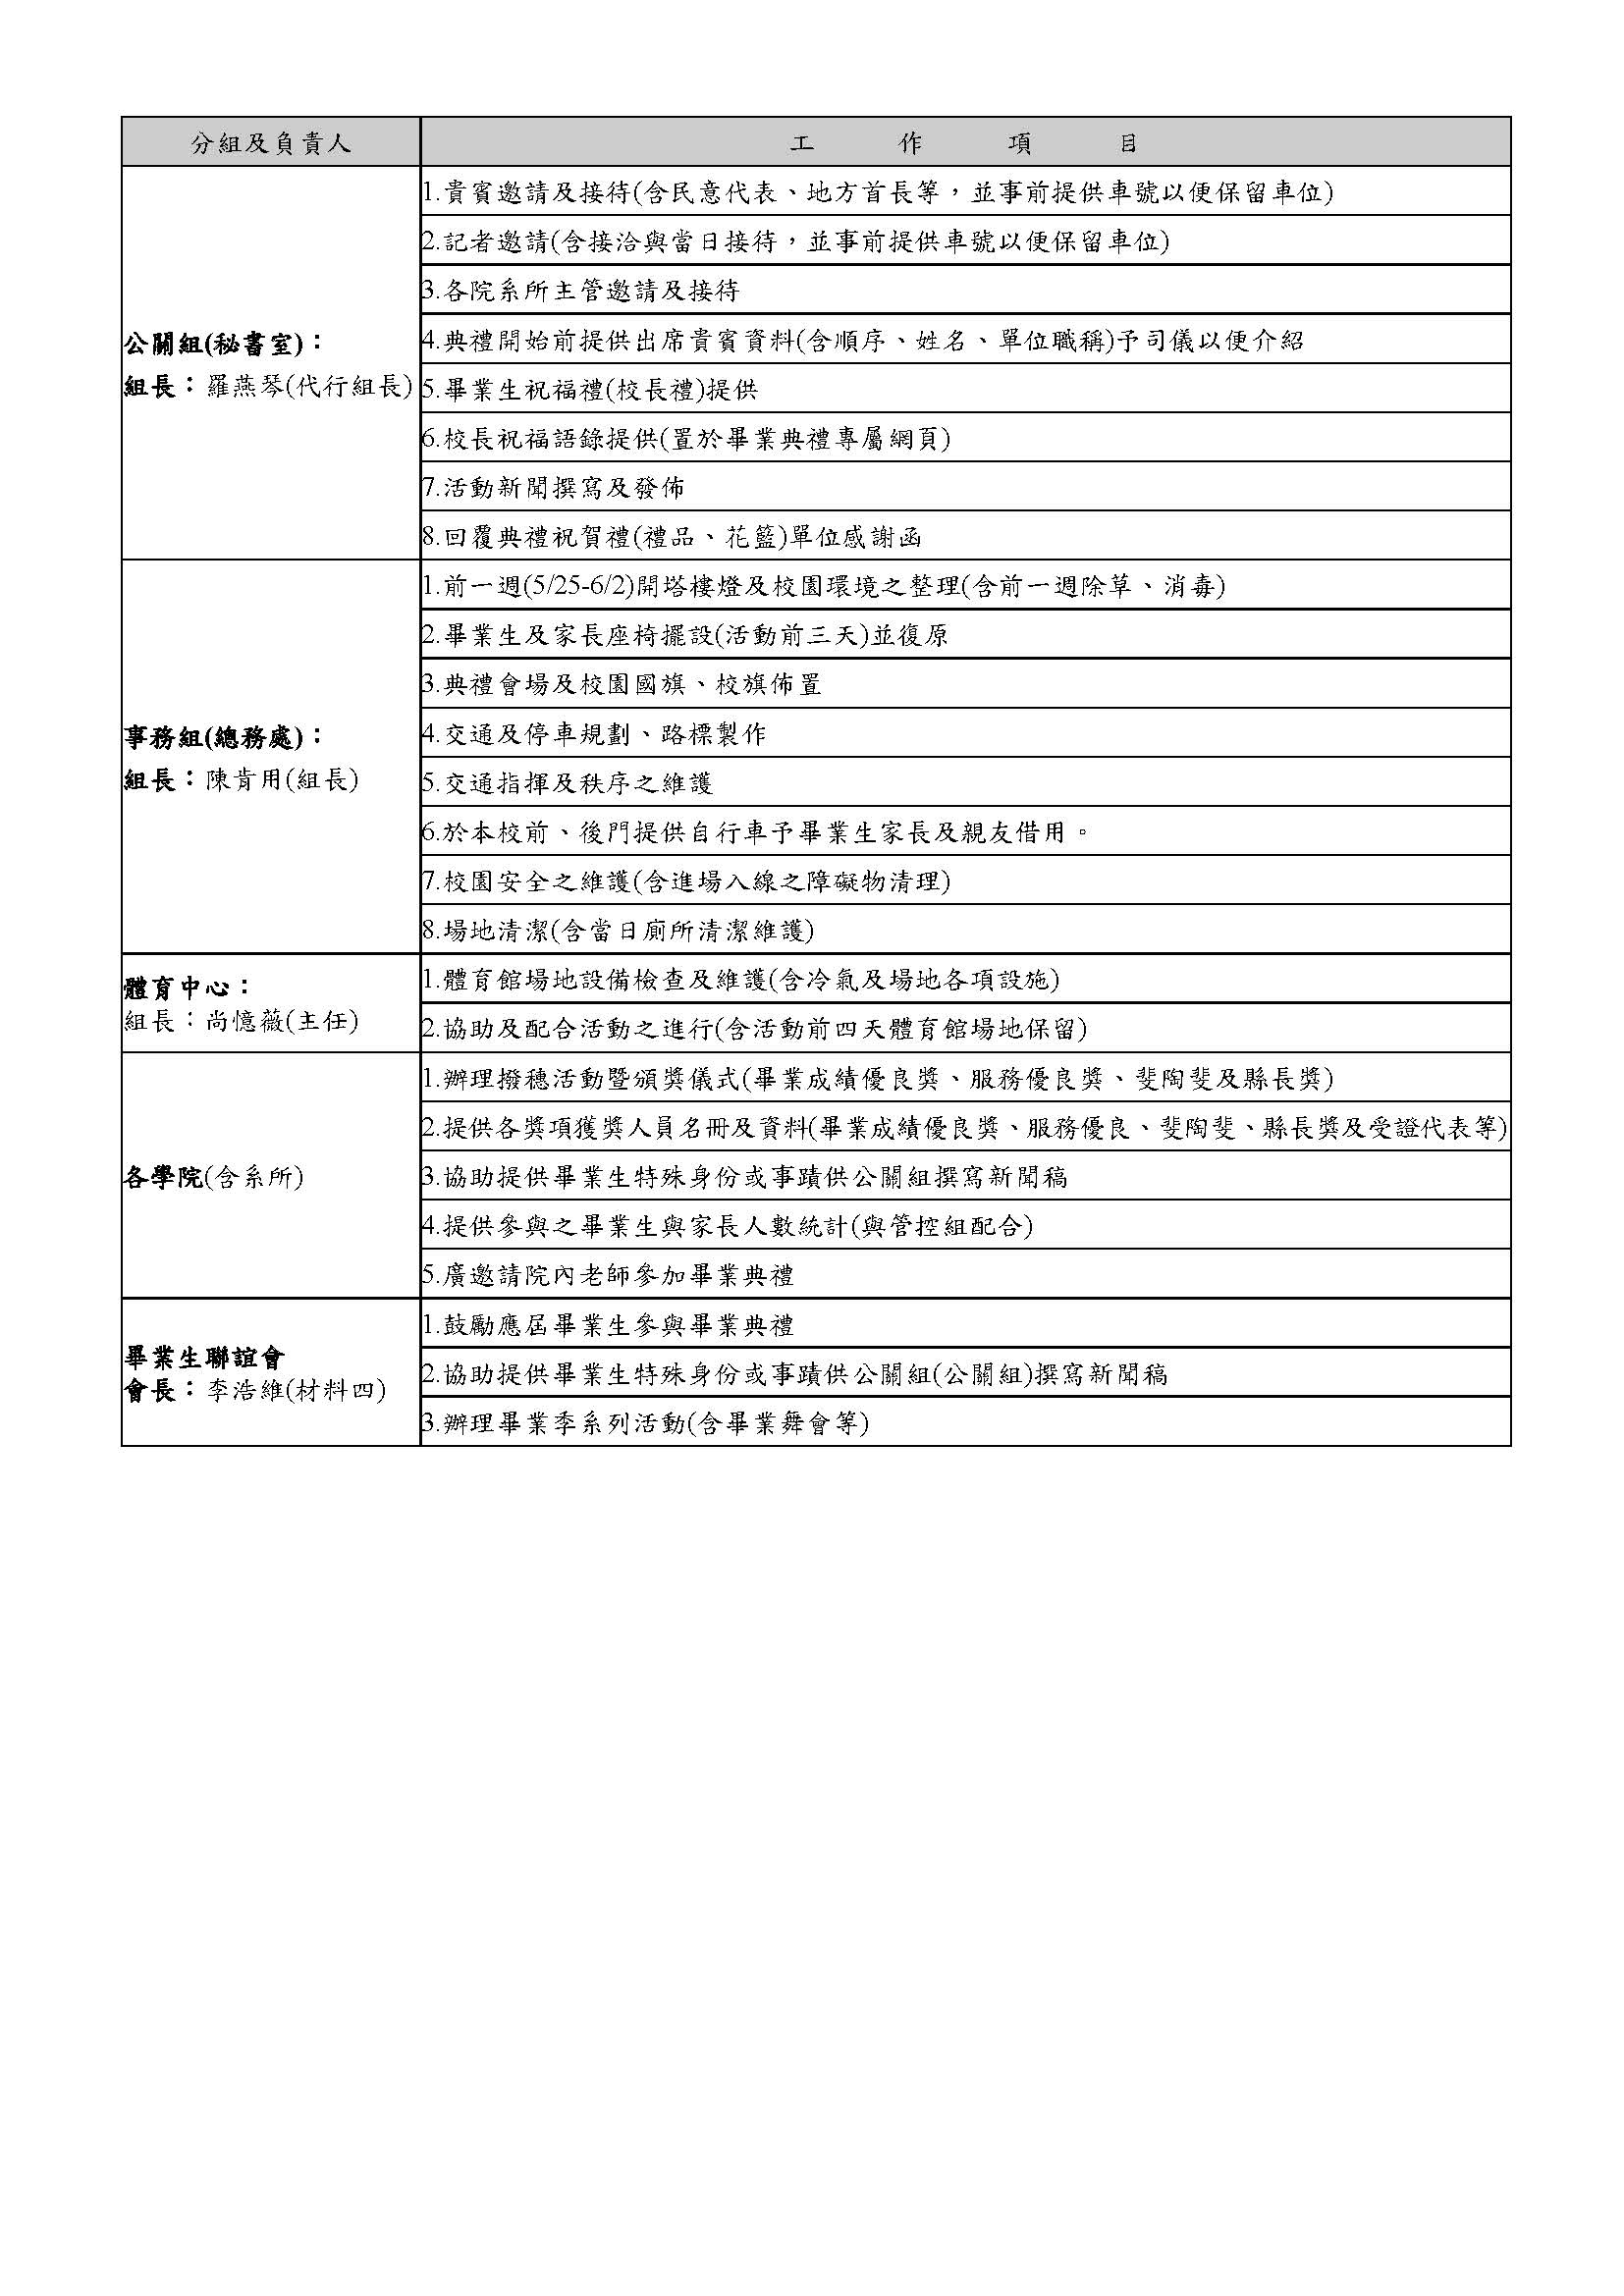 分組及負責人
工 作 項 目
公關組(秘書室)：
組長：羅燕琴(代行組長)
1.貴賓邀請及接待(含民意代表、地方首長等，並事前提供車號以便保留車位)
2.記者邀請(含接洽與當日接待，並事前提供車號以便保留車位)
3.各院系所主管邀請及接待
4.典禮開始前提供出席貴賓資料(含順序、姓名、單位職稱)予司儀以便介紹
5.畢業生祝福禮(校長禮)提供
6.校長祝福語錄提供(置於畢業典禮專屬網頁)
7.活動新聞撰寫及發佈
8.回覆典禮祝賀禮(禮品、花籃)單位感謝函
事務組(總務處)：
組長：陳肯用(組長)
1.前一週(5/25-6/2)開塔樓燈及校園環境之整理(含前一週除草、消毒)
2.畢業生及家長座椅擺設(活動前三天)並復原
3.典禮會場及校園國旗、校旗佈置
4.交通及停車規劃、路標製作
5.交通指揮及秩序之維護
6.於本校前、後門提供自行車予畢業生家長及親友借用。
7.校園安全之維護(含進場入線之障礙物清理)
8.場地清潔(含當日廁所清潔維護)
體育中心：
組長：尚憶薇(主任)
1.體育館場地設備檢查及維護(含冷氣及場地各項設施)
2.協助及配合活動之進行(含活動前四天體育館場地保留)
各學院(含系所)
1.辦理撥穗活動暨頒獎儀式(畢業成績優良獎、服務優良獎、斐陶斐及縣長獎)
2.提供各獎項獲獎人員名冊及資料(畢業成績優良獎、服務優良、斐陶斐、縣長獎及受證代表等)
3.協助提供畢業生特殊身份或事蹟供公關組撰寫新聞稿
4.提供參與之畢業生與家長人數統計(與管控組配合)
5.廣邀請院內老師參加畢業典禮
畢業生聯誼會
會長：李浩維(材料四)
1.鼓勵應屆畢業生參與畢業典禮
2.協助提供畢業生特殊身份或事蹟供公關組(公關組)撰寫新聞稿
3.辦理畢業季系列活動(含畢業舞會等)